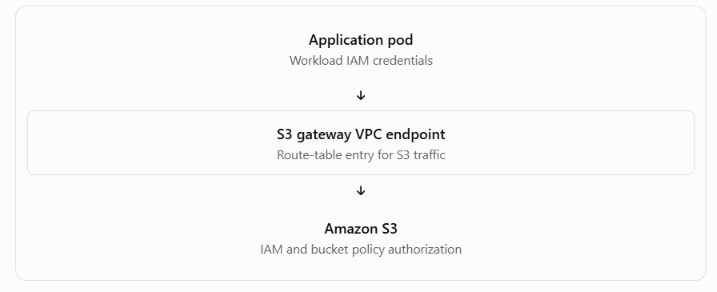 Application pod
Workload IAM credentials
↓
S3 gateway VPC endpoint
Route-table entry for S3 traffic
↓
Amazon S3
IAM and bucket policy authorization